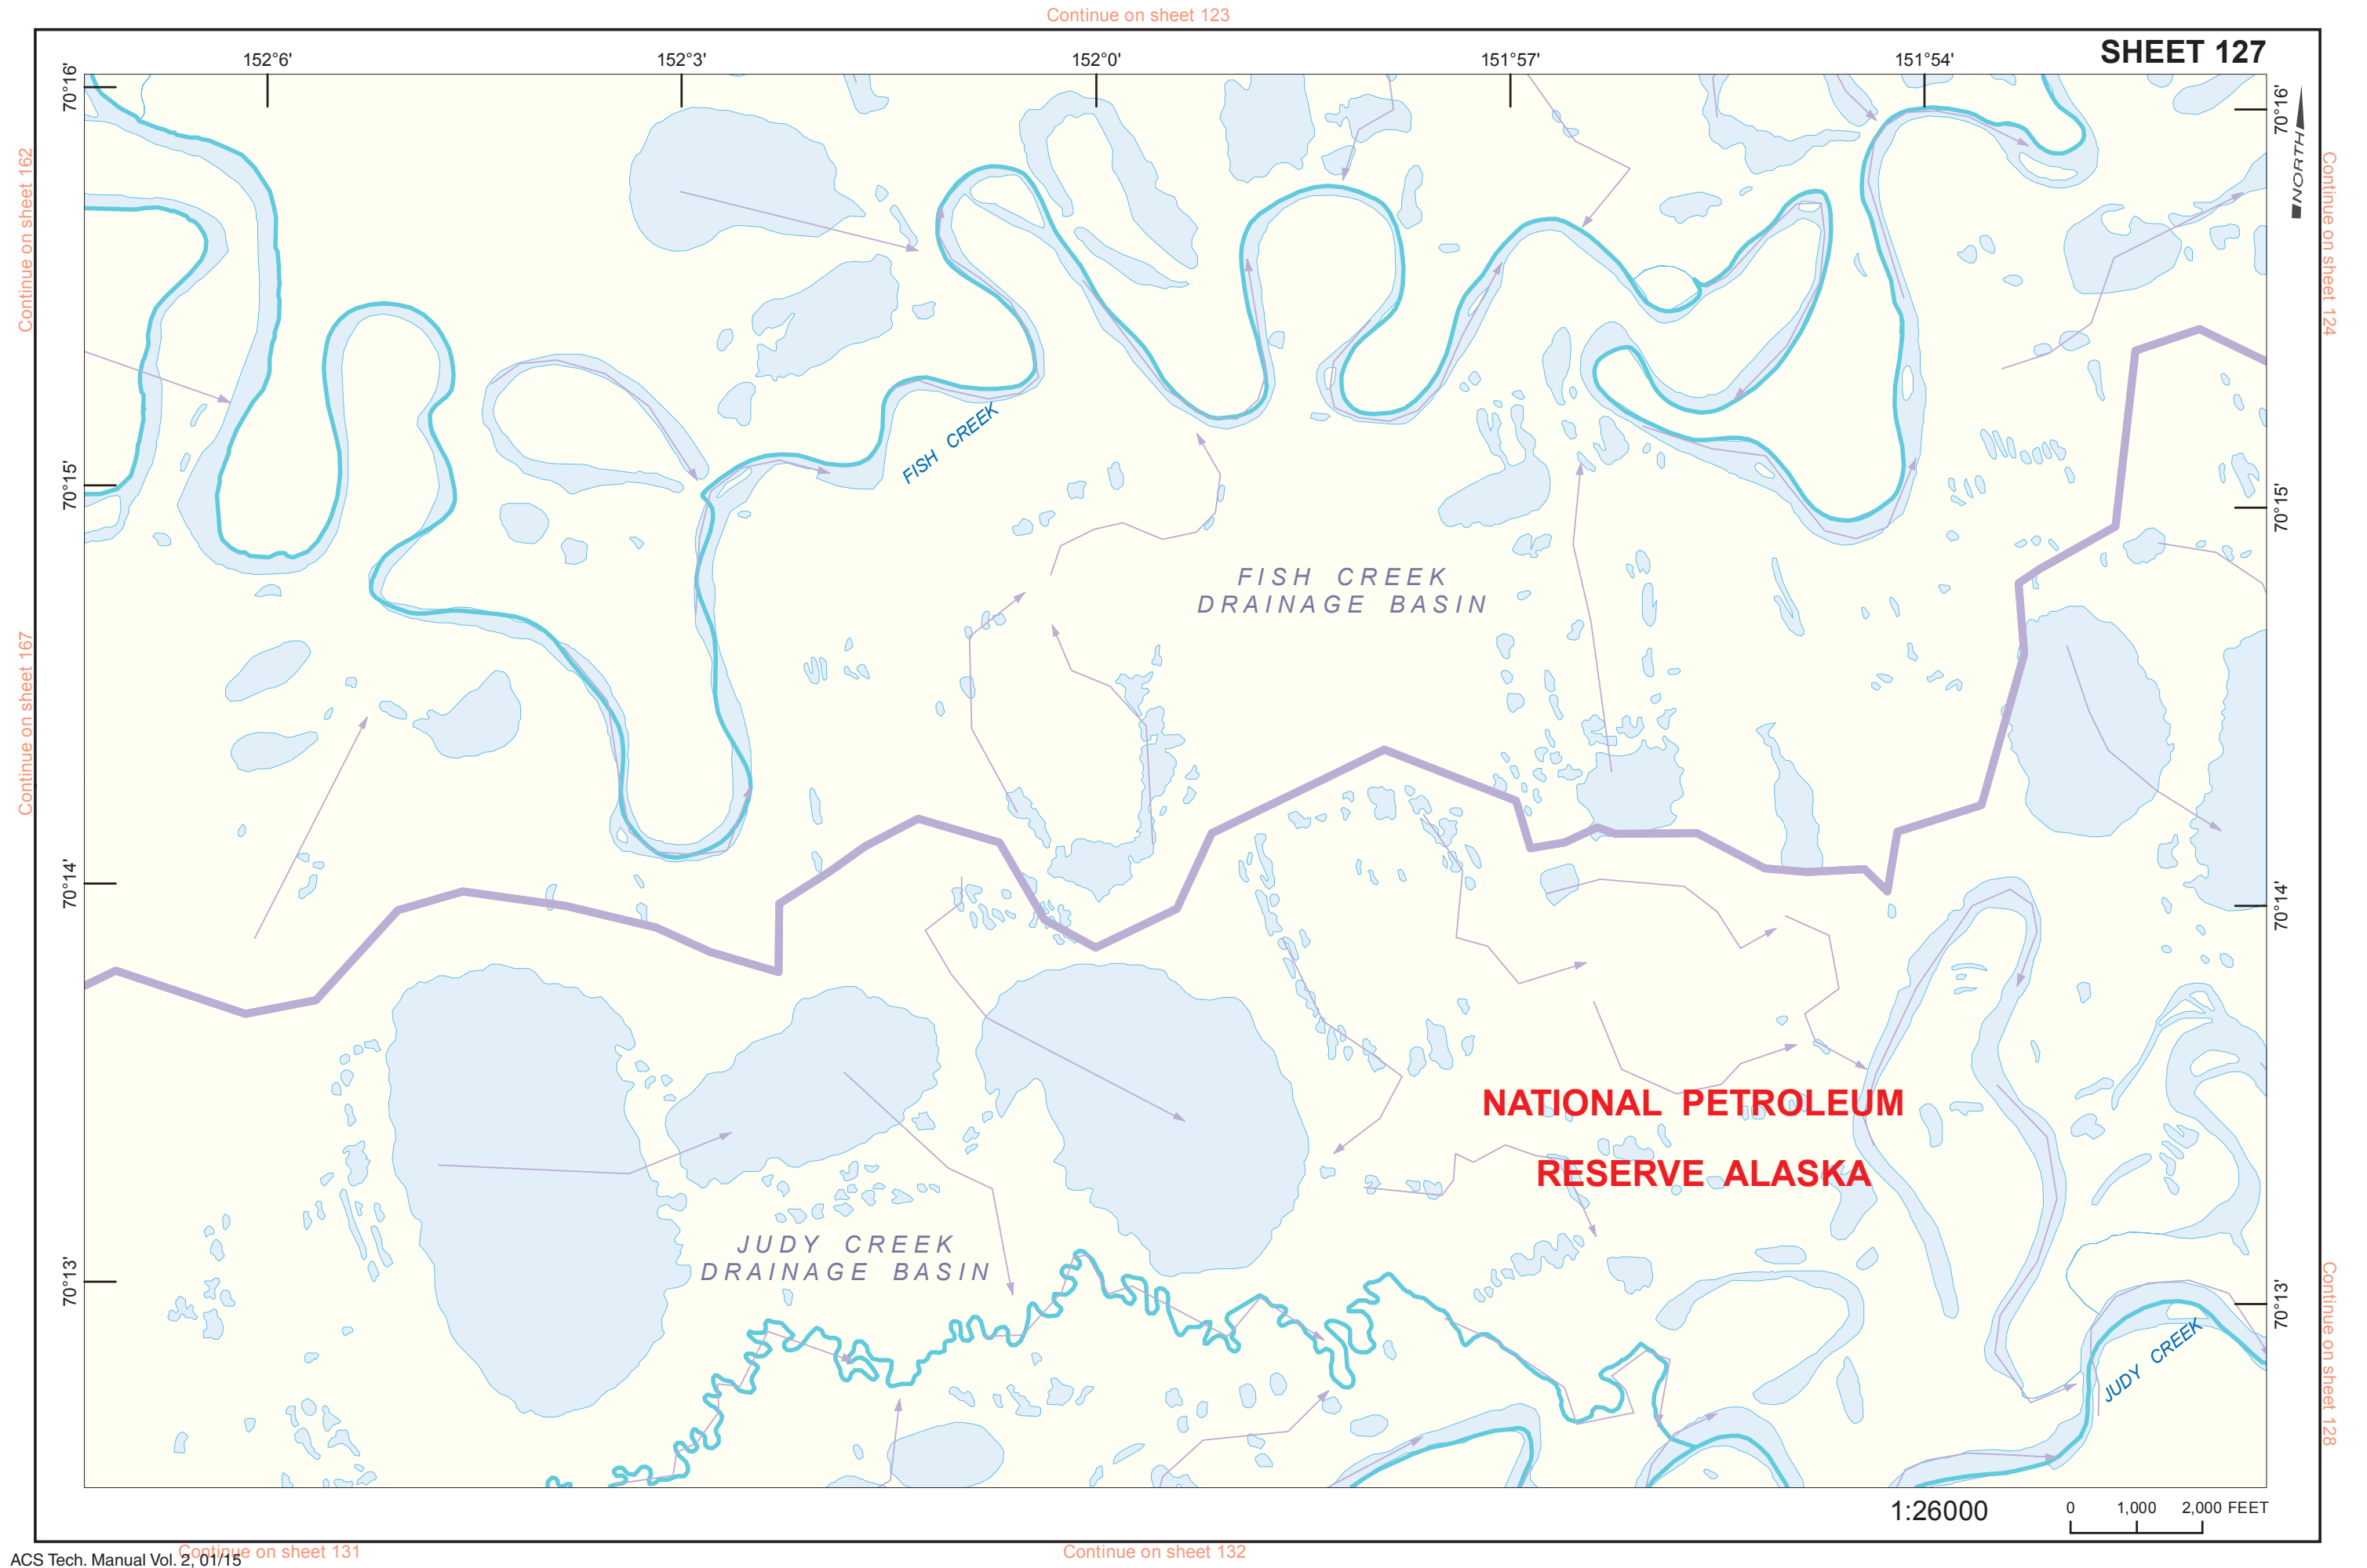 Continue on sheet 123
SHEET 127
152°6'
152°3'
152°0'
151°57'
151°54'
70°16'
70°16'
NORTH
Continue on sheet 162
Continue on sheet 124
FISH CREEK
70°15'
70°15'
FISH CREEK
DRAINAGE BASIN
Continue on sheet 167
70°14'
70°14'
NATIONAL PETROLEUM
RESERVE ALASKA
JUDY CREEK
DRAINAGE BASIN
70°13'
70°13'
JUDY CREEK
Continue on sheet 128
1:26000
0 1,000 2,000 FEET
Continue on sheet 131
Continue on sheet 132
ACS Tech. Manual Vol. 2, 01/15